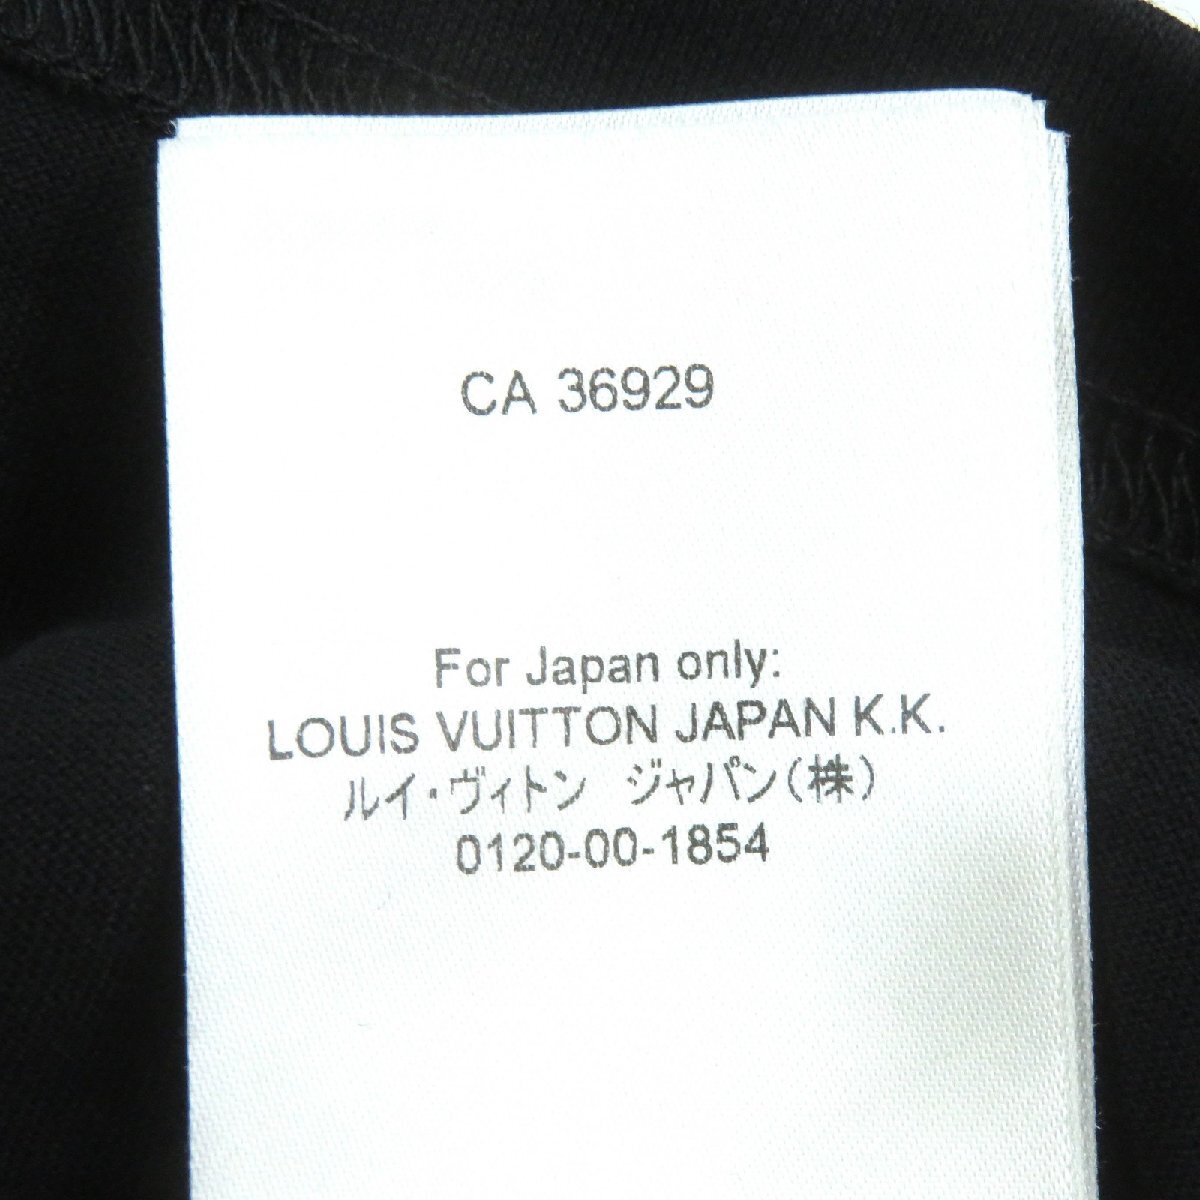 CA 36929
For Japan only:
LOUIS VUITTON JAPAN K.K.
ルイ・ヴィトン　ジャパン（株）
0120-00-1854